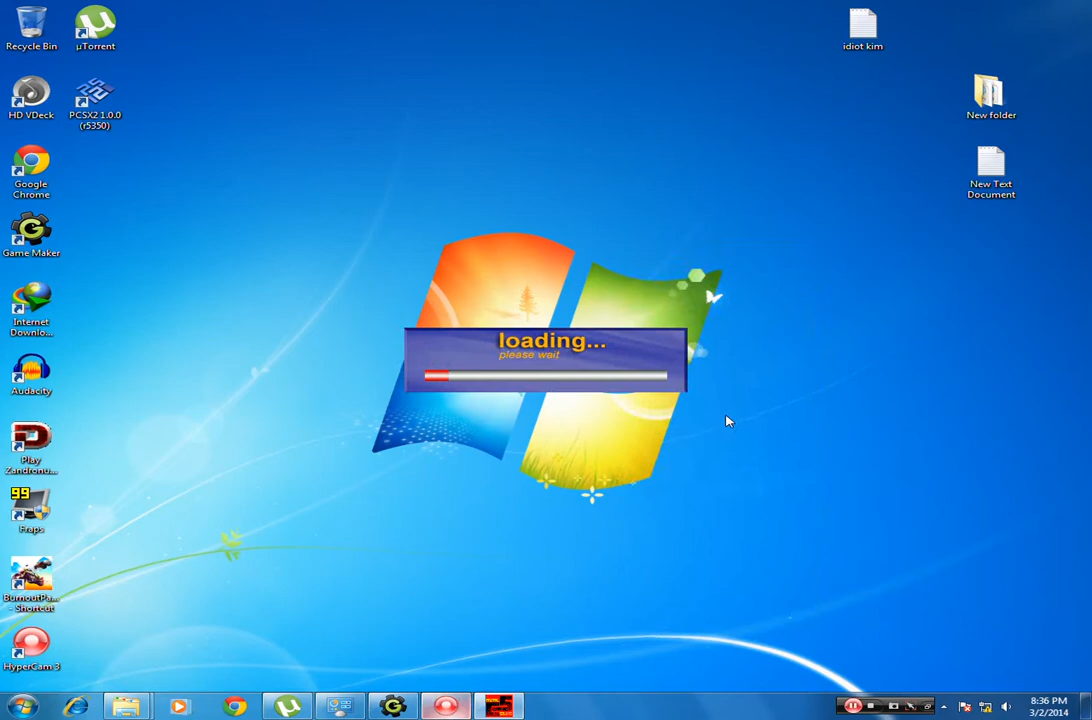 Recycle Bin
µTorrent
HD VDeck
PCSX2 1.0.0
(r5350)
Google
Chrome
Game Maker
Internet
Downlo...
Audacity
Play
Zandronu...
99
Fraps
BurnoutPa...
- Shortcut
HyperCam 3
idiot kim
New folder
New Text
Document
loading...
please wait
8:36 PM
3/2/2014